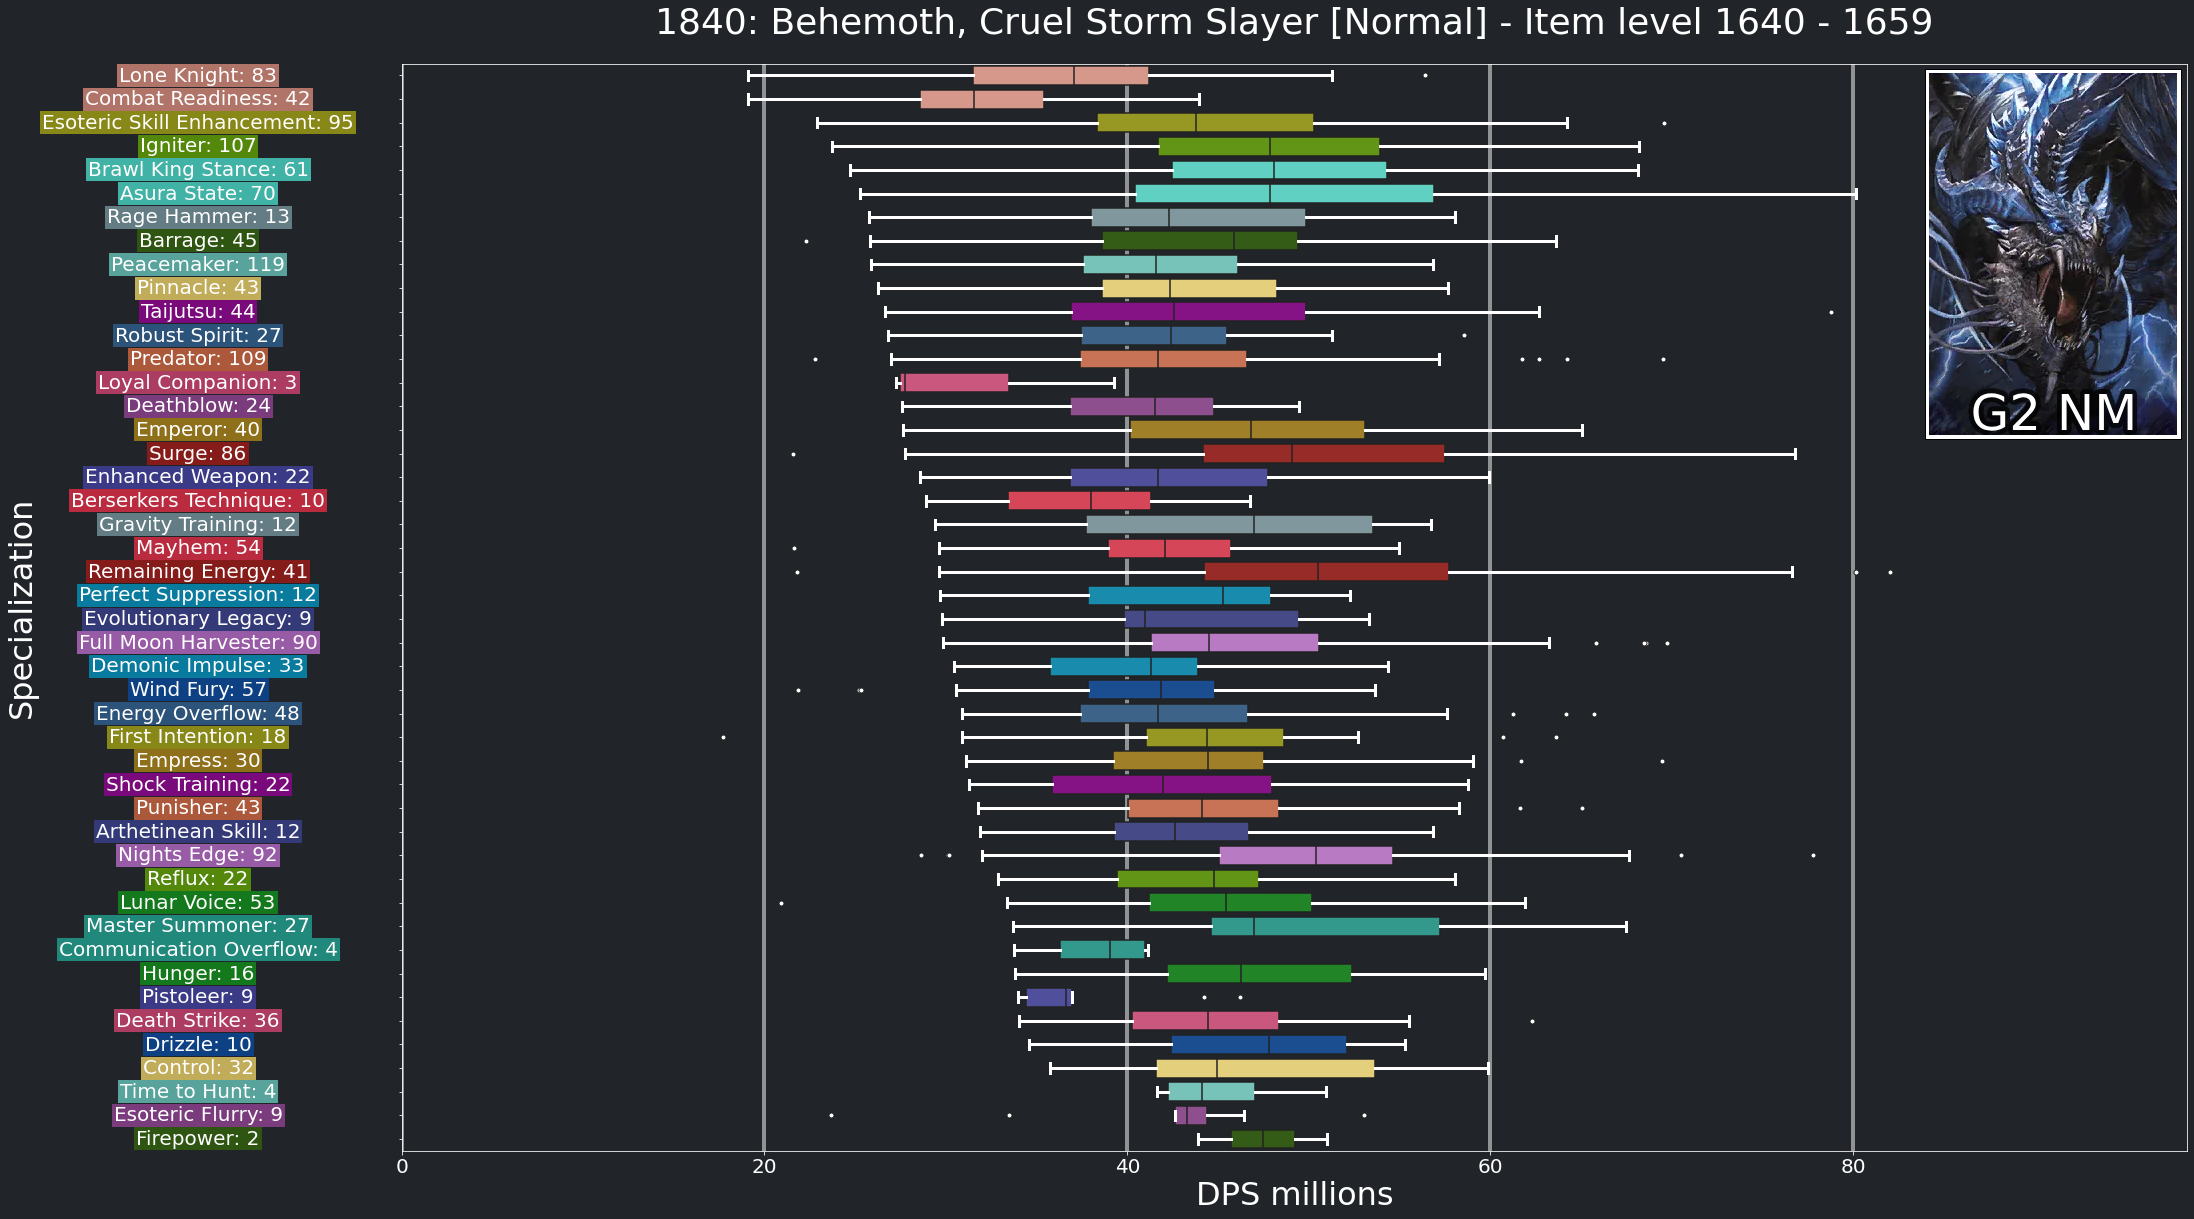 1840: Behemoth, Cruel Storm Slayer [Normal] - Item level 1640 - 1659
Lone Knight: 83
Combat Readiness: 42
Esoteric Skill Enhancement: 95
Igniter: 107
Brawl King Stance: 61
Asura State: 70
Rage Hammer: 13
Barrage: 45
Peacemaker: 119
Pinnacle: 43
Taijutsu: 44
Robust Spirit: 27
Predator: 109
Loyal Companion: 3
Deathblow: 24
Emperor: 40
Surge: 86
Enhanced Weapon: 22
Berserkers Technique: 10
Gravity Training: 12
Mayhem: 54
Remaining Energy: 41
Perfect Suppression: 12
Evolutionary Legacy: 9
Full Moon Harvester: 90
Demonic Impulse: 33
Wind Fury: 57
Energy Overflow: 48
First Intention: 18
Empress: 30
Shock Training: 22
Punisher: 43
Arthetinean Skill: 12
Nights Edge: 92
Reflux: 22
Lunar Voice: 53
Master Summoner: 27
Communication Overflow: 4
Hunger: 16
Pistoleer: 9
Death Strike: 36
Drizzle: 10
Control: 32
Time to Hunt: 4
Esoteric Flurry: 9
Firepower: 2
Specialization
G2 NM
0 20 40 60 80
DPS millions